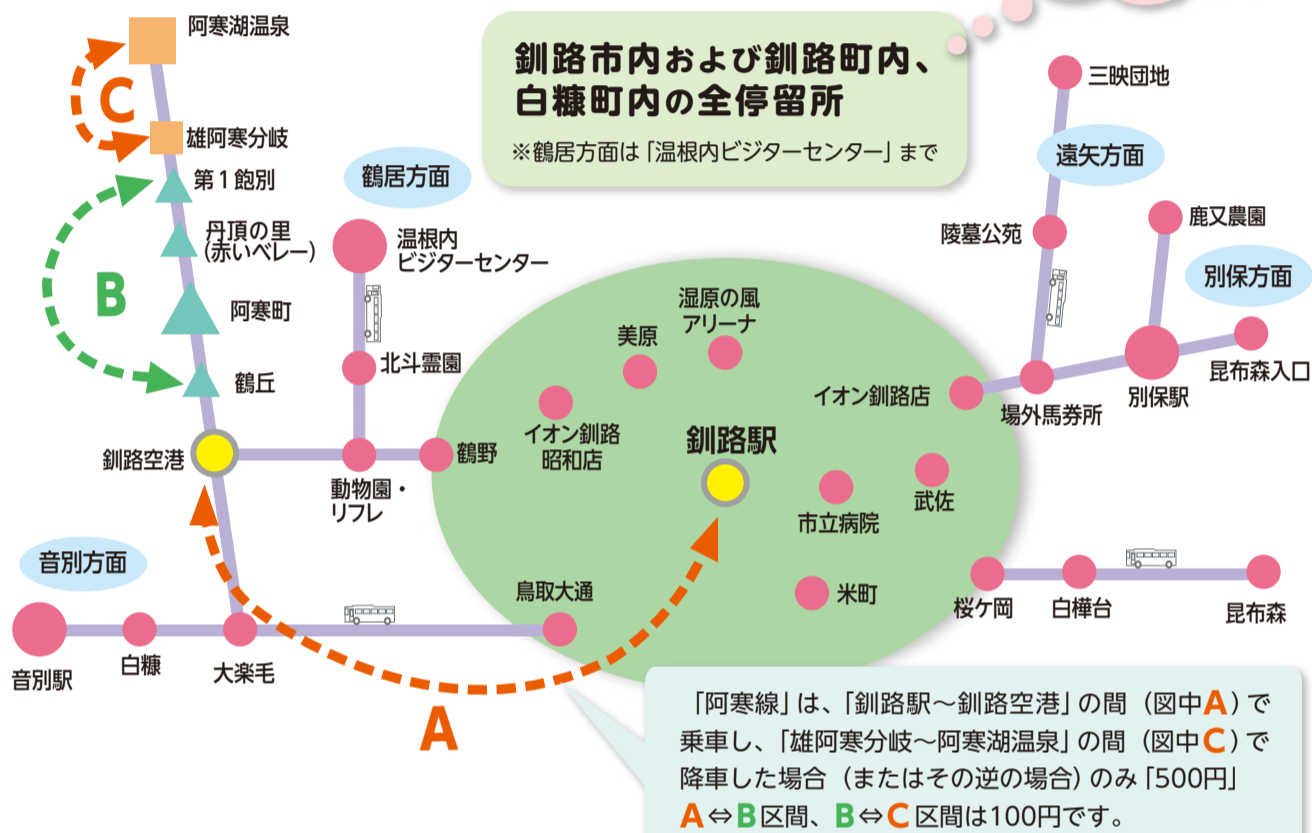 阿寒湖温泉
C
雄阿寒分岐
第1飽別
丹頂の里
(赤いベレー)
B
阿寒町
鶴丘
釧路空港
釧路市内および釧路町内、
白糠町内の全停留所
※鶴居方面は「温根内ビジターセンター」まで
鶴居方面
温根内
ビジターセンター
北斗霊園
動物園・
リフレ
鶴野
三映団地
遠矢方面
陵墓公苑
鹿又農園
別保方面
昆布森入口
別保駅
場外馬券所
イオン釧路店
湿原の風
アリーナ
美原
イオン釧路
昭和店
釧路駅
市立病院
武佐
米町
鳥取大通
桜ケ岡
白樺台
昆布森
音別方面
音別駅
白糠
大楽毛
A
「阿寒線」は、「釧路駅～釧路空港」の間(図中A)で
乗車し、「雄阿寒分岐～阿寒湖温泉」の間(図中C)で
降車した場合(またはその逆の場合)のみ「500円」
A⇔B区間、B⇔C区間は100円です。